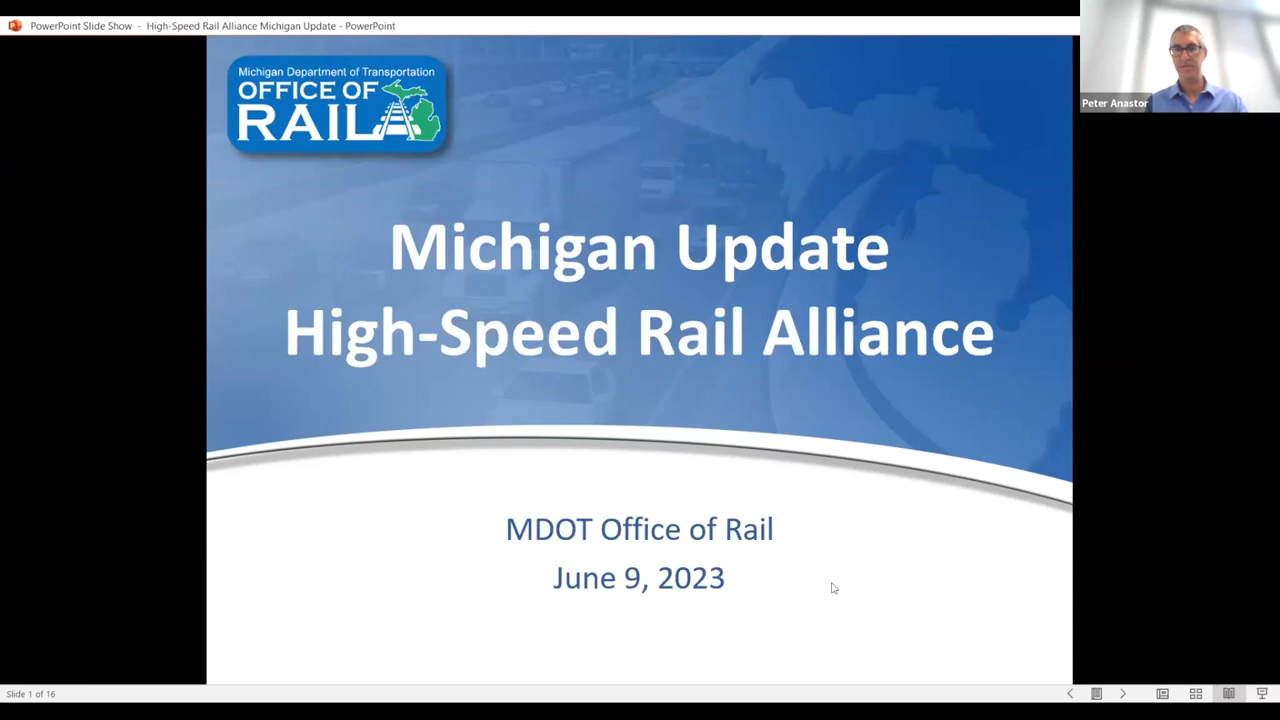 PowerPoint Slide Show - High-Speed Rail Alliance Michigan Update - PowerPoint
Peter Anastor
Michigan Department of Transportation
OFFICE OF
RAIL
Michigan Update
High-Speed Rail Alliance
MDOT Office of Rail
June 9, 2023
Slide 1 of 16